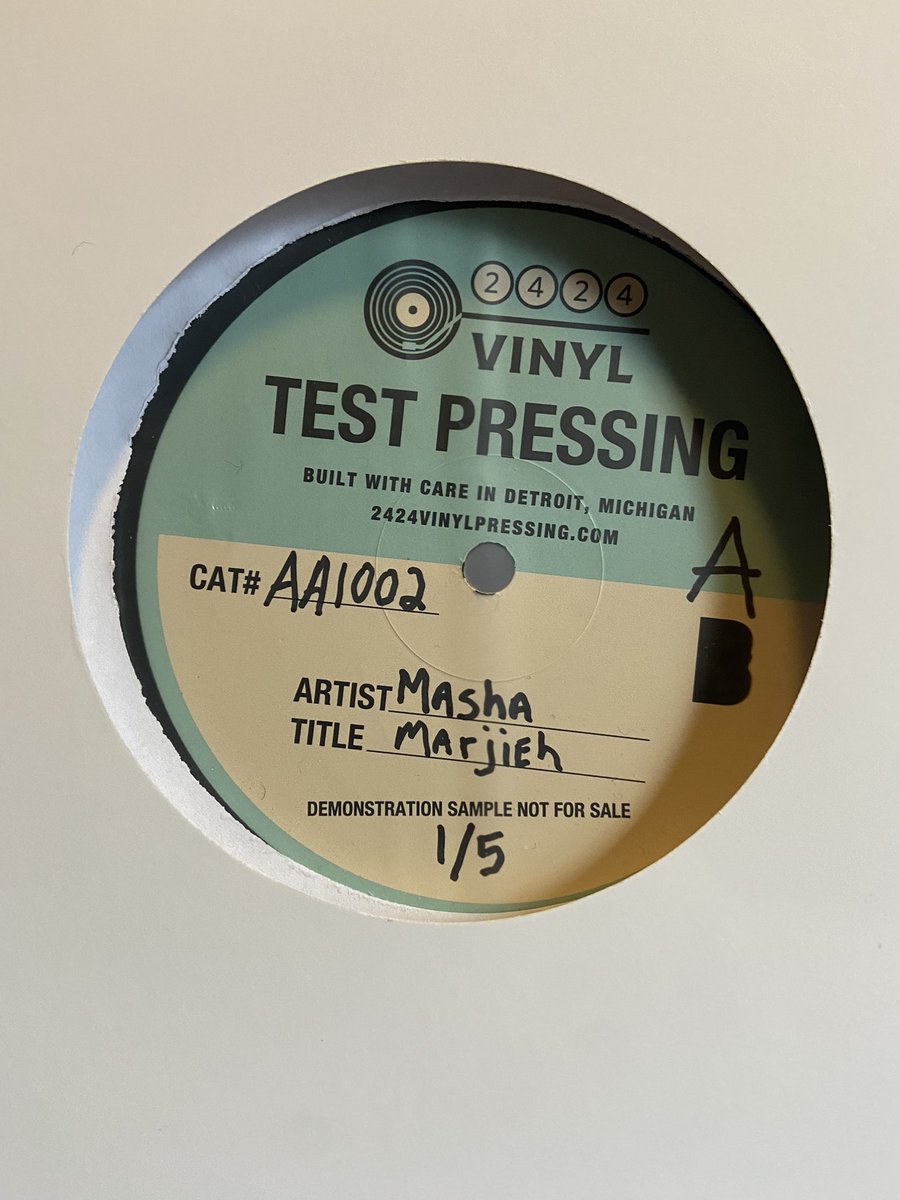 2424
VINYL
TEST PRESSING
BUILT WITH CARE IN DETROIT, MICHIGAN
2424VINYLPRESSING.COM
A
CAT# AA1002
B
ARTIST MAshA
TITLE MArjiEh
DEMONSTRATION SAMPLE NOT FOR SALE
1/5